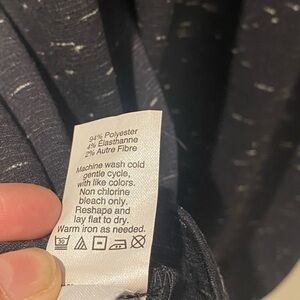 94% Polyester
4% Elasthanne
2% Autre Fibre
Machine wash cold
gentle cycle,
with like colors.
Non chlorine
bleach only.
Reshape and
lay flat to dry.
Warm iron as needed.